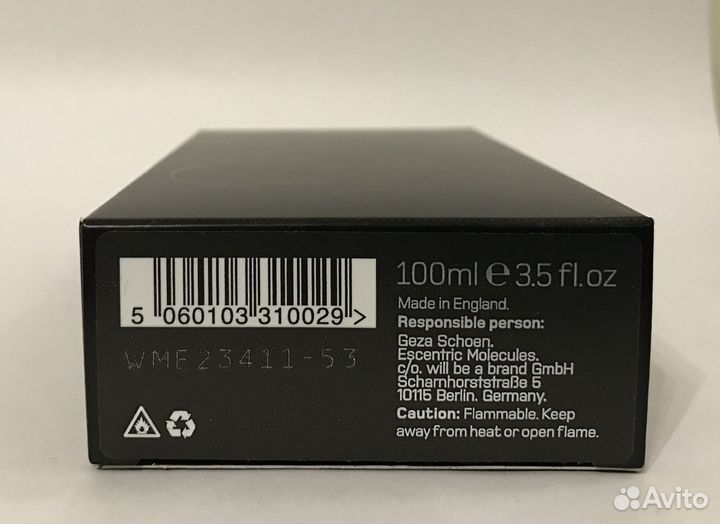 5 060103 310029>
WME23411-53
100ml e 3.5 fl.oz
Made in England.
Responsible person:
Geza Schoen.
Escentric Molecules.
c/o. will be a brand GmbH
Scharnhorststraße 5
10115 Berlin. Germany.
Caution: Flammable. Keep
away from heat or open flame.
Avito